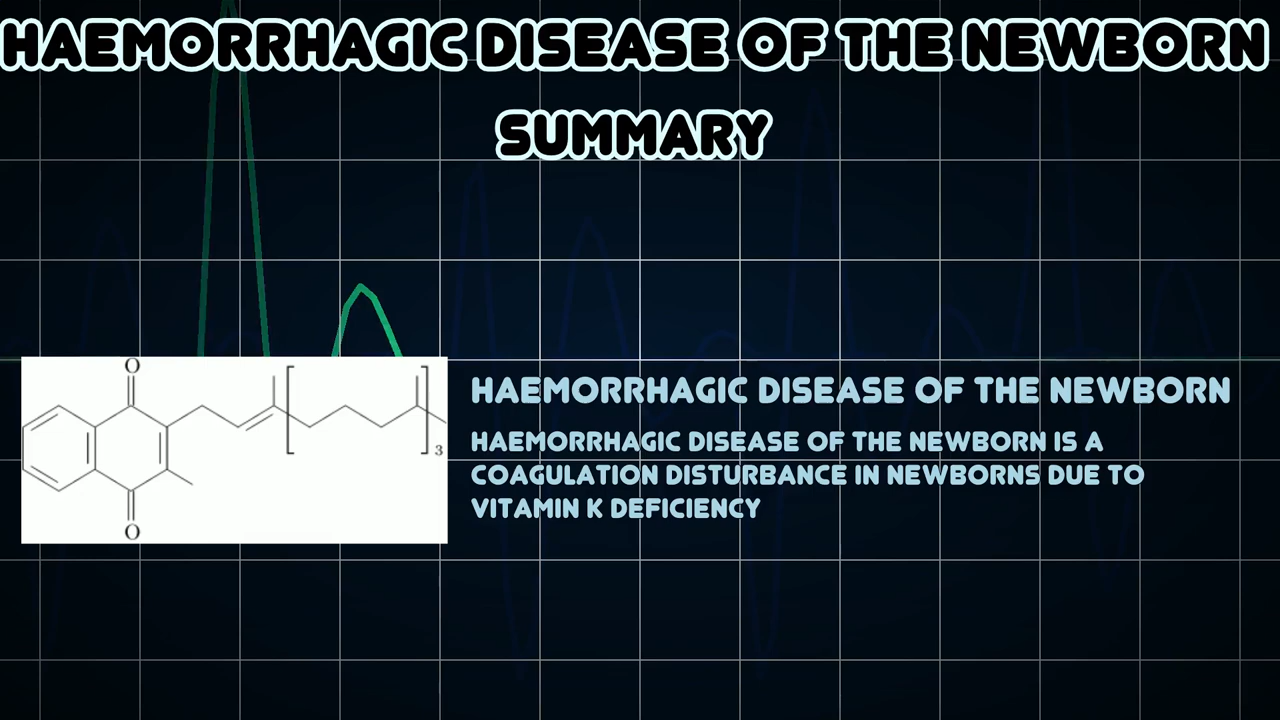 HAEMORRHAGIC DISEASE OF THE NEWBORN
SUMMARY
O
3
O
HAEMORRHAGIC DISEASE OF THE NEWBORN
HAEMORRHAGIC DISEASE OF THE NEWBORN IS A
COAGULATION DISTURBANCE IN NEWBORNS DUE TO
VITAMIN K DEFICIENCY